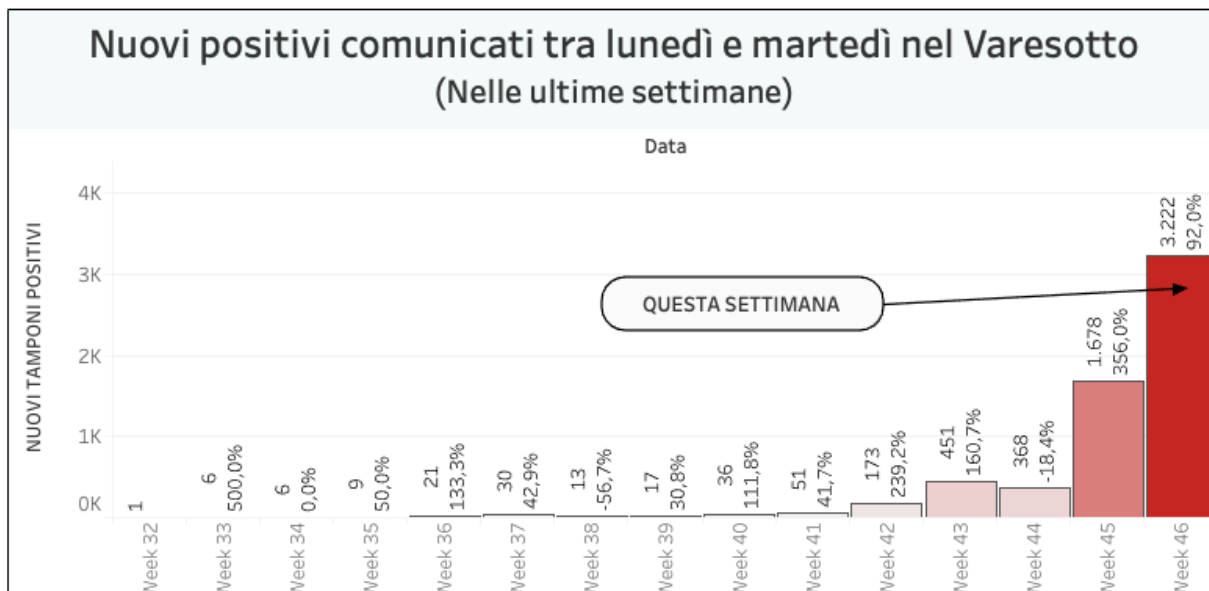 Nuovi positivi comunicati tra lunedì e martedì nel Varesotto
(Nelle ultime settimane)
Data
NUOVI TAMPONI POSITIVI
4K
3K
2K
1K
0K
QUESTA SETTIMANA
1
6
500,0%
6
0,0%
9
50,0%
21
133,3%
30
42,9%
13
-56,7%
17
30,8%
36
111,8%
51
41,7%
173
239,2%
451
160,7%
368
-18,4%
1.678
356,0%
3.222
92,0%
Week 32
Week 33
Week 34
Week 35
Week 36
Week 37
Week 38
Week 39
Week 40
Week 41
Week 42
Week 43
Week 44
Week 45
Week 46